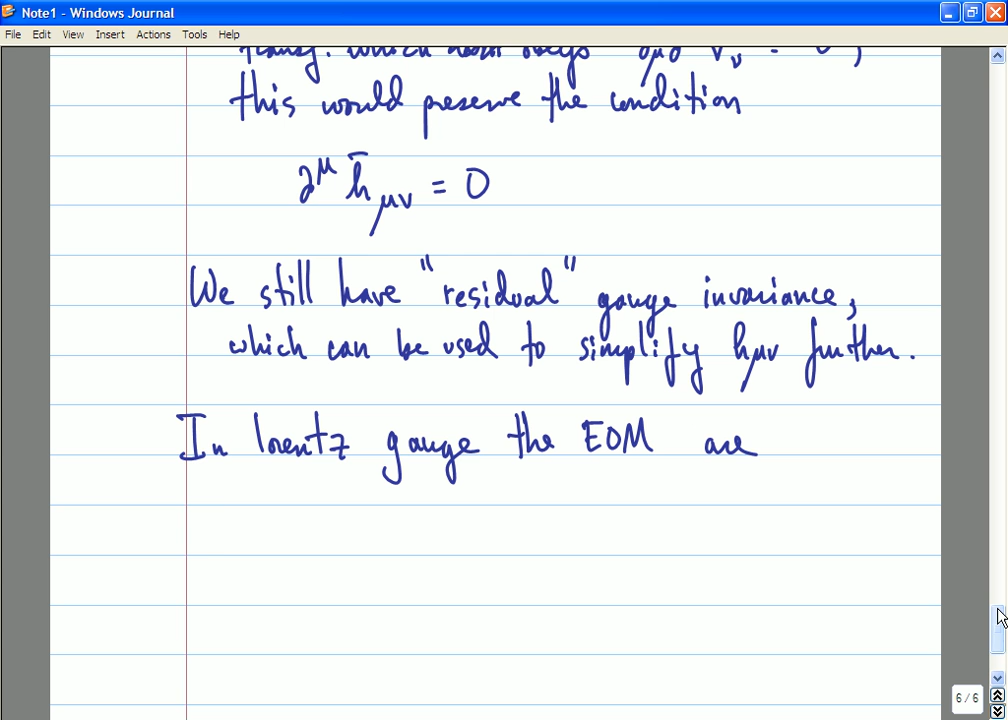 Note1 - Windows Journal
File Edit View Insert Actions Tools Help
this would preserve the condition
∂^μ h̄_μν = 0
We still have "residual" gauge invariance,
which can be used to simplify h_μν further.
In Lorentz gauge the EOM are
6/6